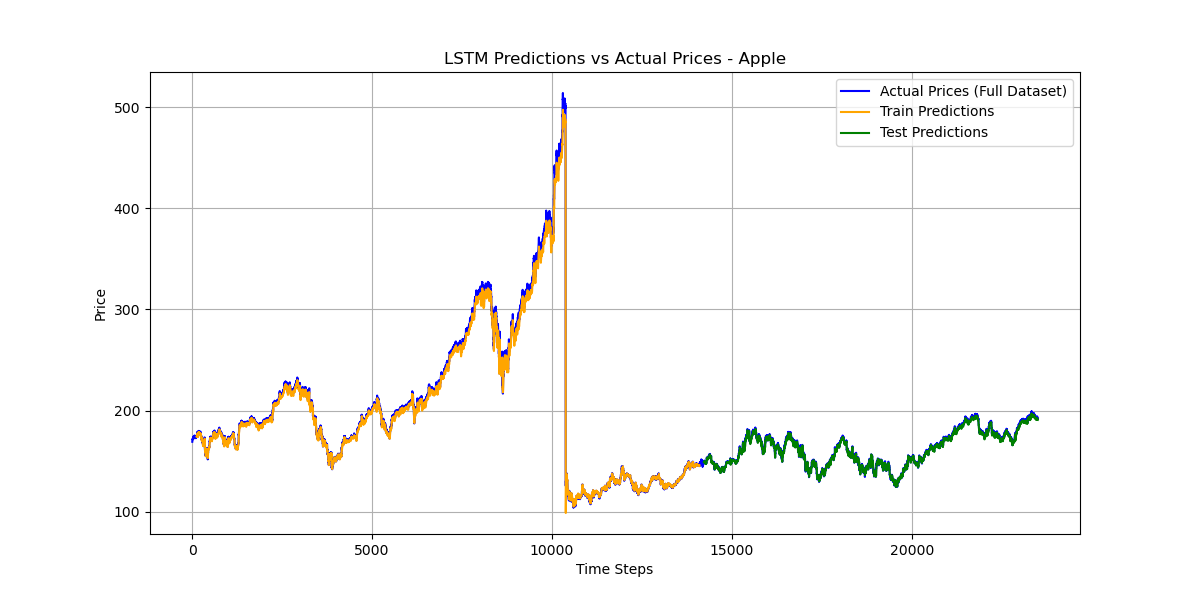 LSTM Predictions vs Actual Prices - Apple
Actual Prices (Full Dataset)
Train Predictions
Test Predictions
Price
500
400
300
200
100
0
5000
10000
15000
20000
Time Steps